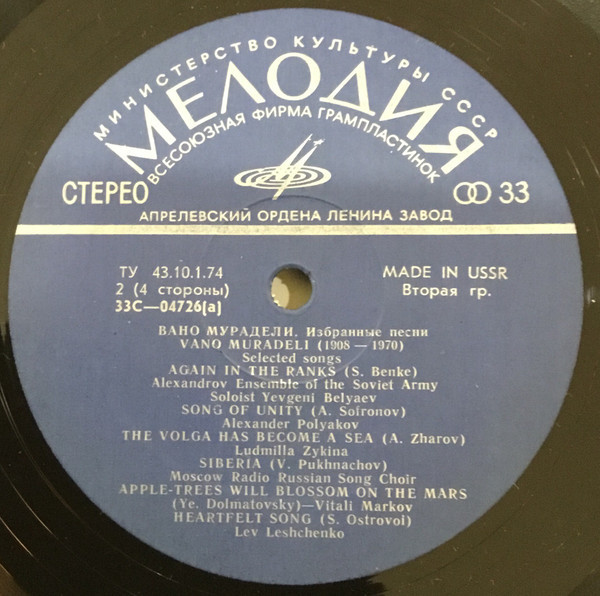 МИНИСТЕРСТВО КУЛЬТУРЫ СССР
МЕЛОДИЯ
ВСЕСОЮЗНАЯ ФИРМА ГРАМПЛАСТИНОК
СТЕРЕО 33
АПРЕЛЕВСКИЙ ОРДЕНА ЛЕНИНА ЗАВОД
ТУ 43.10.1.74 MADE IN USSR
2 (4 стороны) Вторая гр.
33С—04726(а)
ВАНО МУРАДЕЛИ. Избранные песни
VANO MURADELI (1908 — 1970)
Selected songs
AGAIN IN THE RANKS (S. Benke)
Alexandrov Ensemble of the Soviet Army
Soloist Yevgeni Belyaev
SONG OF UNITY (A. Sofronov)
Alexander Polyakov
THE VOLGA HAS BECOME A SEA (A. Zharov)
Ludmilla Zykina
SIBERIA (V. Pukhnachov)
Moscow Radio Russian Song Choir
APPLE-TREES WILL BLOSSOM ON THE MARS
(Ye. Dolmatovsky)—Vitali Markov
HEARTFELT SONG (S. Ostrovoi)
Lev Leshchenko